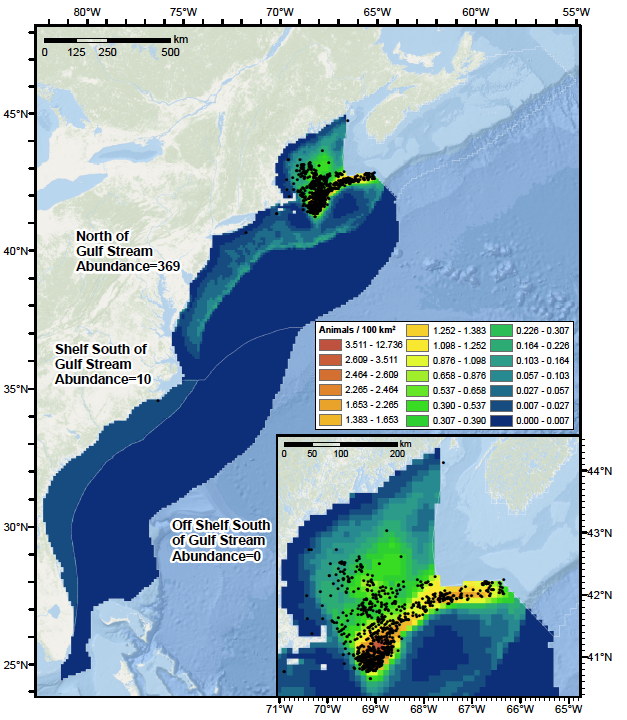 80°W 75°W 70°W 65°W 60°W 55°W
km
0 125 250 500
45°N
40°N
35°N
30°N
25°N
North of
Gulf Stream
Abundance=369
Shelf South of
Gulf Stream
Abundance=10
Off Shelf South
of Gulf Stream
Abundance=0
Animals / 100 km²
3.511 - 12.736
2.609 - 3.511
2.464 - 2.609
2.265 - 2.464
1.653 - 2.265
1.383 - 1.653
1.252 - 1.383
1.098 - 1.252
0.876 - 1.098
0.658 - 0.876
0.537 - 0.658
0.390 - 0.537
0.307 - 0.390
0.226 - 0.307
0.164 - 0.226
0.103 - 0.164
0.057 - 0.103
0.027 - 0.057
0.007 - 0.027
0.000 - 0.007
km
0 50 100 200
44°N
43°N
42°N
41°N
71°W 70°W 69°W 68°W 67°W 66°W 65°W